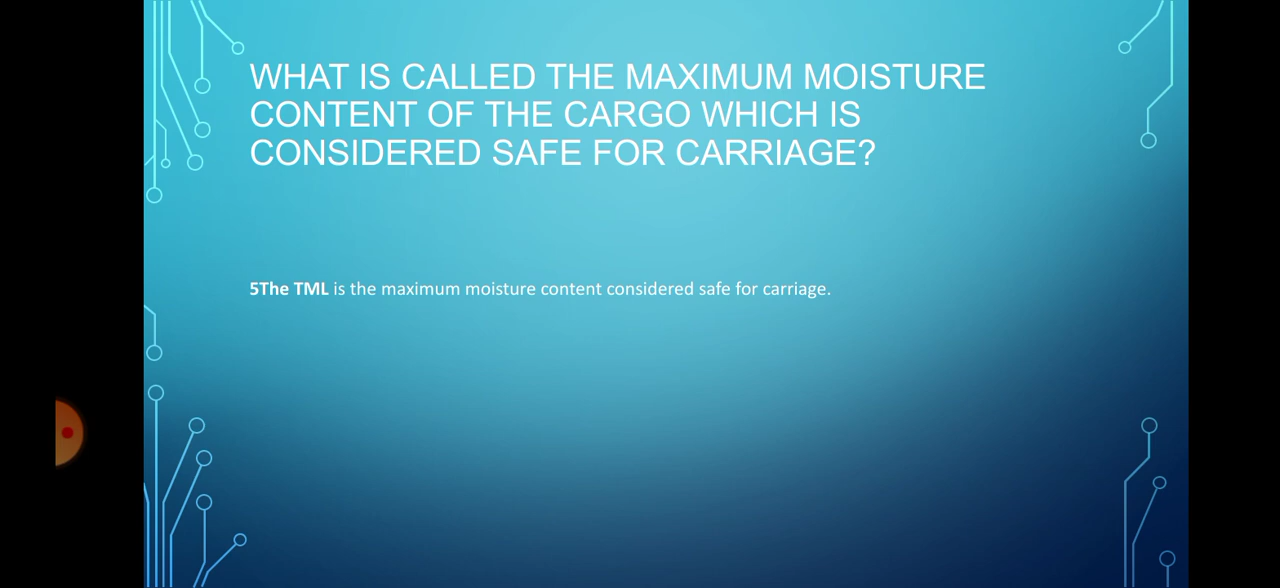 WHAT IS CALLED THE MAXIMUM MOISTURE
CONTENT OF THE CARGO WHICH IS
CONSIDERED SAFE FOR CARRIAGE?
5The TML is the maximum moisture content considered safe for carriage.